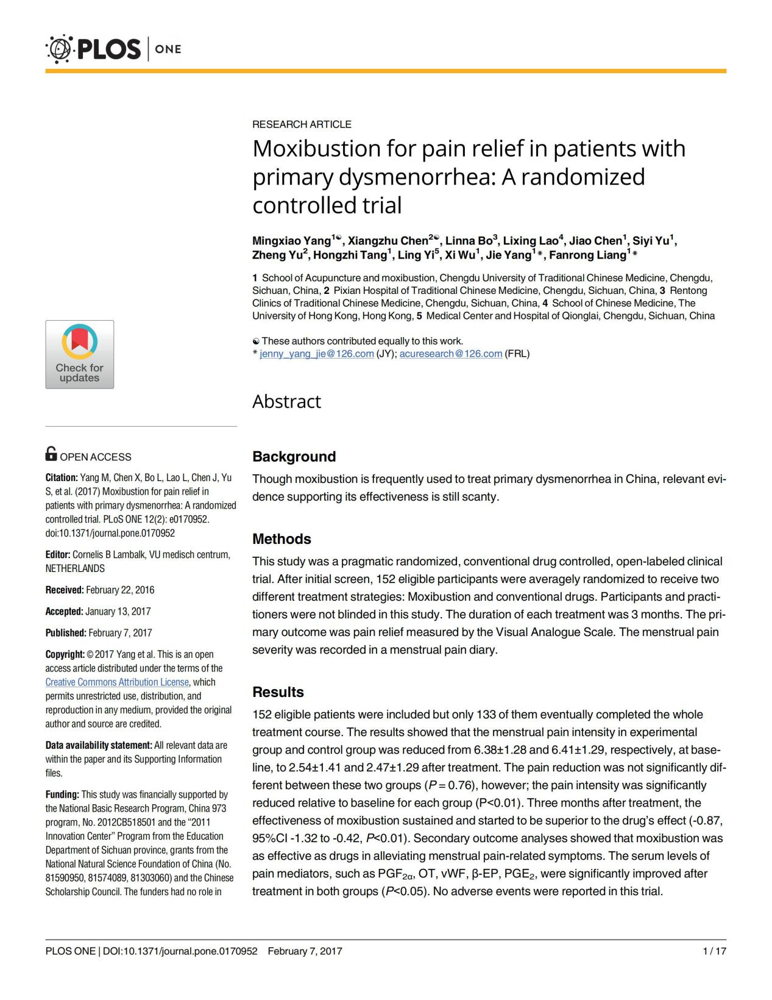 PLOS | ONE
RESEARCH ARTICLE
Moxibustion for pain relief in patients with
primary dysmenorrhea: A randomized
controlled trial
Mingxiao Yang1☯, Xiangzhu Chen2☯, Linna Bo3, Lixing Lao4, Jiao Chen1, Siyi Yu1,
Zheng Yu2, Hongzhi Tang1, Ling Yi5, Xi Wu1, Jie Yang1*, Fanrong Liang1*
1 School of Acupuncture and moxibustion, Chengdu University of Traditional Chinese Medicine, Chengdu,
Sichuan, China, 2 Pixian Hospital of Traditional Chinese Medicine, Chengdu, Sichuan, China, 3 Rentong
Clinics of Traditional Chinese Medicine, Chengdu, Sichuan, China, 4 School of Chinese Medicine, The
University of Hong Kong, Hong Kong, 5 Medical Center and Hospital of Qionglai, Chengdu, Sichuan, China
☯ These authors contributed equally to this work.
* jenny_yang_jie@126.com (JY); acuresearch@126.com (FRL)
Check for
updates
OPEN ACCESS
Citation: Yang M, Chen X, Bo L, Lao L, Chen J, Yu
S, et al. (2017) Moxibustion for pain relief in
patients with primary dysmenorrhea: A randomized
controlled trial. PLoS ONE 12(2): e0170952.
doi:10.1371/journal.pone.0170952
Editor: Cornelis B Lambalk, VU medisch centrum,
NETHERLANDS
Received: February 22, 2016
Accepted: January 13, 2017
Published: February 7, 2017
Copyright: © 2017 Yang et al. This is an open
access article distributed under the terms of the
Creative Commons Attribution License, which
permits unrestricted use, distribution, and
reproduction in any medium, provided the original
author and source are credited.
Data availability statement: All relevant data are
within the paper and its Supporting Information
files.
Funding: This study was financially supported by
the National Basic Research Program, China 973
program, No. 2012CB518501 and the “2011
Innovation Center” Program from the Education
Department of Sichuan province, grants from the
National Natural Science Foundation of China (No.
81590950, 81574089, 81303060) and the Chinese
Scholarship Council. The funders had no role in
Abstract
Background
Though moxibustion is frequently used to treat primary dysmenorrhea in China, relevant evi-
dence supporting its effectiveness is still scanty.
Methods
This study was a pragmatic randomized, conventional drug controlled, open-labeled clinical
trial. After initial screen, 152 eligible participants were averagely randomized to receive two
different treatment strategies: Moxibustion and conventional drugs. Participants and practi-
tioners were not blinded in this study. The duration of each treatment was 3 months. The pri-
mary outcome was pain relief measured by the Visual Analogue Scale. The menstrual pain
severity was recorded in a menstrual pain diary.
Results
152 eligible patients were included but only 133 of them eventually completed the whole
treatment course. The results showed that the menstrual pain intensity in experimental
group and control group was reduced from 6.38±1.28 and 6.41±1.29, respectively, at base-
line, to 2.54±1.41 and 2.47±1.29 after treatment. The pain reduction was not significantly dif-
ferent between these two groups (P = 0.76), however; the pain intensity was significantly
reduced relative to baseline for each group (P<0.01). Three months after treatment, the
effectiveness of moxibustion sustained and started to be superior to the drug’s effect (-0.87,
95%CI -1.32 to -0.42, P<0.01). Secondary outcome analyses showed that moxibustion was
as effective as drugs in alleviating menstrual pain-related symptoms. The serum levels of
pain mediators, such as PGF2α, OT, vWF, β-EP, PGE2, were significantly improved after
treatment in both groups (P<0.05). No adverse events were reported in this trial.
PLOS ONE | DOI:10.1371/journal.pone.0170952 February 7, 2017
1 / 17